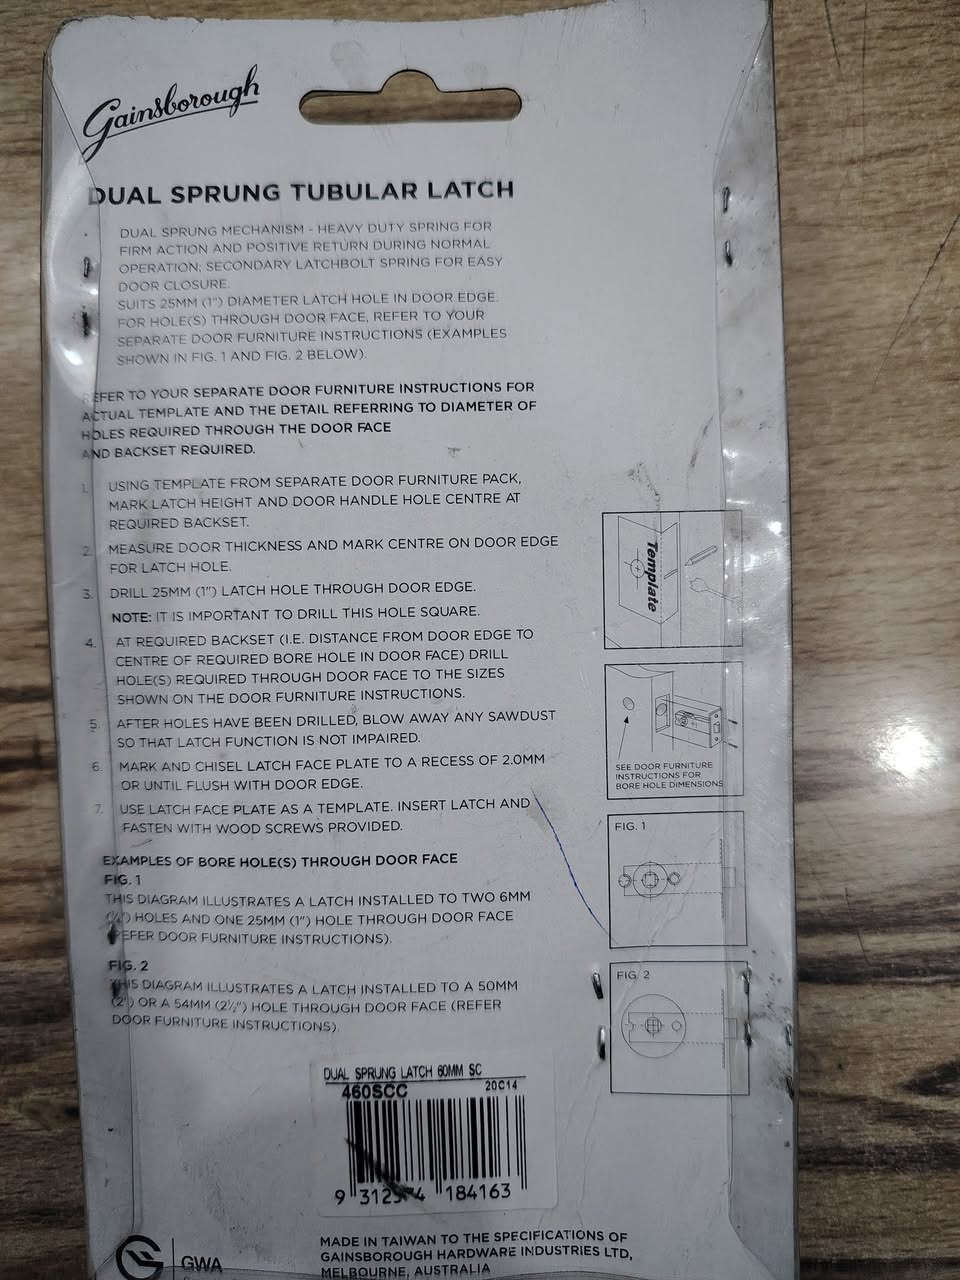 Gainsborough
DUAL SPRUNG TUBULAR LATCH
DUAL SPRUNG MECHANISM - HEAVY DUTY SPRING FOR
FIRM ACTION AND POSITIVE RETURN DURING NORMAL
OPERATION; SECONDARY LATCHBOLT SPRING FOR EASY
DOOR CLOSURE.
SUITS 25MM (1") DIAMETER LATCH HOLE IN DOOR EDGE.
FOR HOLE(S) THROUGH DOOR FACE, REFER TO YOUR
SEPARATE DOOR FURNITURE INSTRUCTIONS (EXAMPLES
SHOWN IN FIG. 1 AND FIG. 2 BELOW).
REFER TO YOUR SEPARATE DOOR FURNITURE INSTRUCTIONS FOR
ACTUAL TEMPLATE AND THE DETAIL REFERRING TO DIAMETER OF
HOLES REQUIRED THROUGH THE DOOR FACE
AND BACKSET REQUIRED.
1. USING TEMPLATE FROM SEPARATE DOOR FURNITURE PACK,
MARK LATCH HEIGHT AND DOOR HANDLE HOLE CENTRE AT
REQUIRED BACKSET.
2. MEASURE DOOR THICKNESS AND MARK CENTRE ON DOOR EDGE
FOR LATCH HOLE.
3. DRILL 25MM (1") LATCH HOLE THROUGH DOOR EDGE.
NOTE: IT IS IMPORTANT TO DRILL THIS HOLE SQUARE.
4. AT REQUIRED BACKSET (I.E. DISTANCE FROM DOOR EDGE TO
CENTRE OF REQUIRED BORE HOLE IN DOOR FACE) DRILL
HOLE(S) REQUIRED THROUGH DOOR FACE TO THE SIZES
SHOWN ON THE DOOR FURNITURE INSTRUCTIONS.
5. AFTER HOLES HAVE BEEN DRILLED, BLOW AWAY ANY SAWDUST
SO THAT LATCH FUNCTION IS NOT IMPAIRED.
6. MARK AND CHISEL LATCH FACE PLATE TO A RECESS OF 2.0MM
OR UNTIL FLUSH WITH DOOR EDGE.
7. USE LATCH FACE PLATE AS A TEMPLATE. INSERT LATCH AND
FASTEN WITH WOOD SCREWS PROVIDED.
EXAMPLES OF BORE HOLE(S) THROUGH DOOR FACE
FIG. 1
THIS DIAGRAM ILLUSTRATES A LATCH INSTALLED TO TWO 6MM
(¼") HOLES AND ONE 25MM (1") HOLE THROUGH DOOR FACE
(REFER DOOR FURNITURE INSTRUCTIONS).
FIG. 2
THIS DIAGRAM ILLUSTRATES A LATCH INSTALLED TO A 50MM
(2") OR A 54MM (2⅛") HOLE THROUGH DOOR FACE (REFER
DOOR FURNITURE INSTRUCTIONS).
Template
SEE DOOR FURNITURE
INSTRUCTIONS FOR
BORE HOLE DIMENSIONS
FIG. 1
FIG. 2
DUAL SPRUNG LATCH 60MM SC
460SCC 20C14
184163
GWA
MADE IN TAIWAN TO THE SPECIFICATIONS OF
GAINSBOROUGH HARDWARE INDUSTRIES LTD,
MELBOURNE, AUSTRALIA